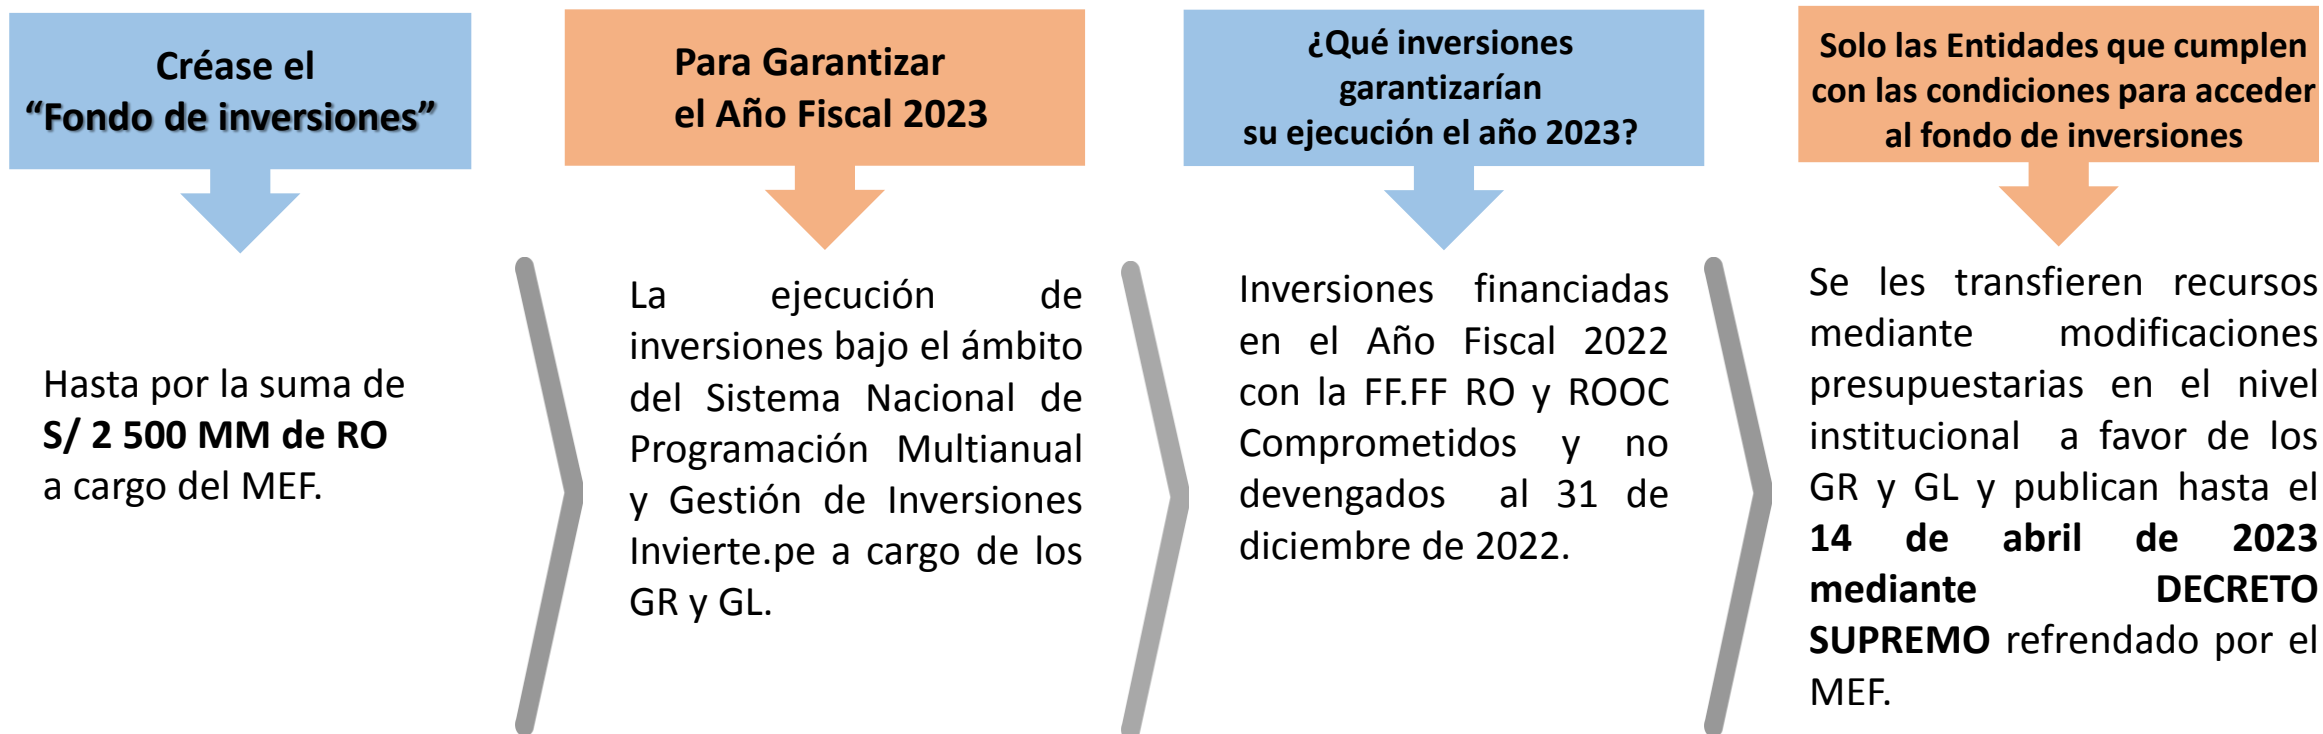 Créase el
“Fondo de inversiones”
Hasta por la suma de
S/ 2 500 MM de RO
a cargo del MEF.
Para Garantizar
el Año Fiscal 2023
La ejecución de
inversiones bajo el ámbito
del Sistema Nacional de
Programación Multianual
y Gestión de Inversiones
Invierte.pe a cargo de los
GR y GL.
¿Qué inversiones
garantizarían
su ejecución el año 2023?
Inversiones financiadas
en el Año Fiscal 2022
con la FF.FF RO y ROOC
Comprometidos y no
devengados al 31 de
diciembre de 2022.
Solo las Entidades que cumplen
con las condiciones para acceder
al fondo de inversiones
Se les transfieren recursos
mediante modificaciones
presupuestarias en el nivel
institucional a favor de los
GR y GL y publican hasta el
14 de abril de 2023
mediante DECRETO
SUPREMO refrendado por el
MEF.